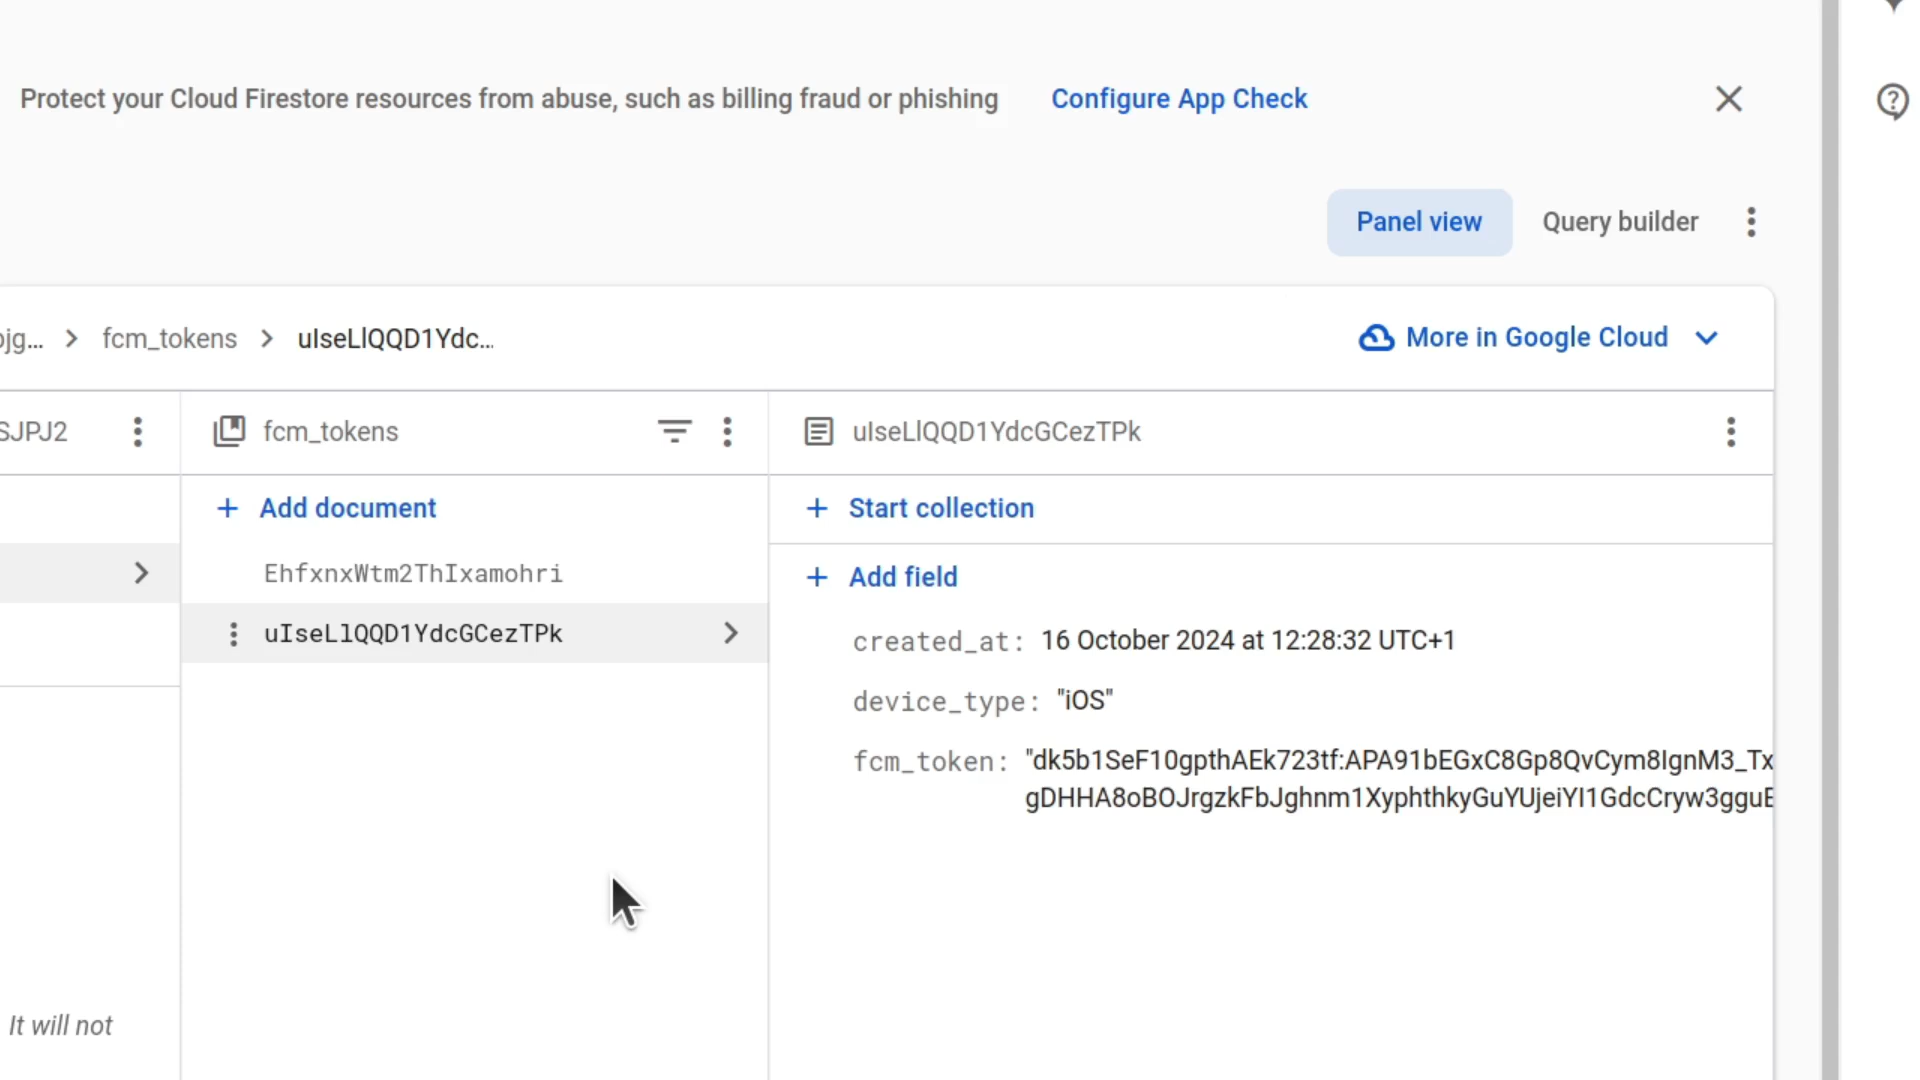 Protect your Cloud Firestore resources from abuse, such as billing fraud or phishing Configure App Check
Panel view Query builder
ojg... fcm_tokens uIseLlQQD1Ydc...
More in Google Cloud
SJPJ2
fcm_tokens
uIseLlQQD1YdcGCezTPk
Add document
Start collection
EhfxnxWtm2ThIxamohri
uIseLlQQD1YdcGCezTPk
Add field
created_at: 16 October 2024 at 12:28:32 UTC+1
device_type: "iOS"
fcm_token: "dk5b1SeF10gpthAEk723tf:APA91bEGxC8Gp8QvCym8IgnM3_Tx
gDHHA8oBOJrgzkFbJghnm1XyphthkyGuYUjeiYI1GdcCryw3gguE
It will not